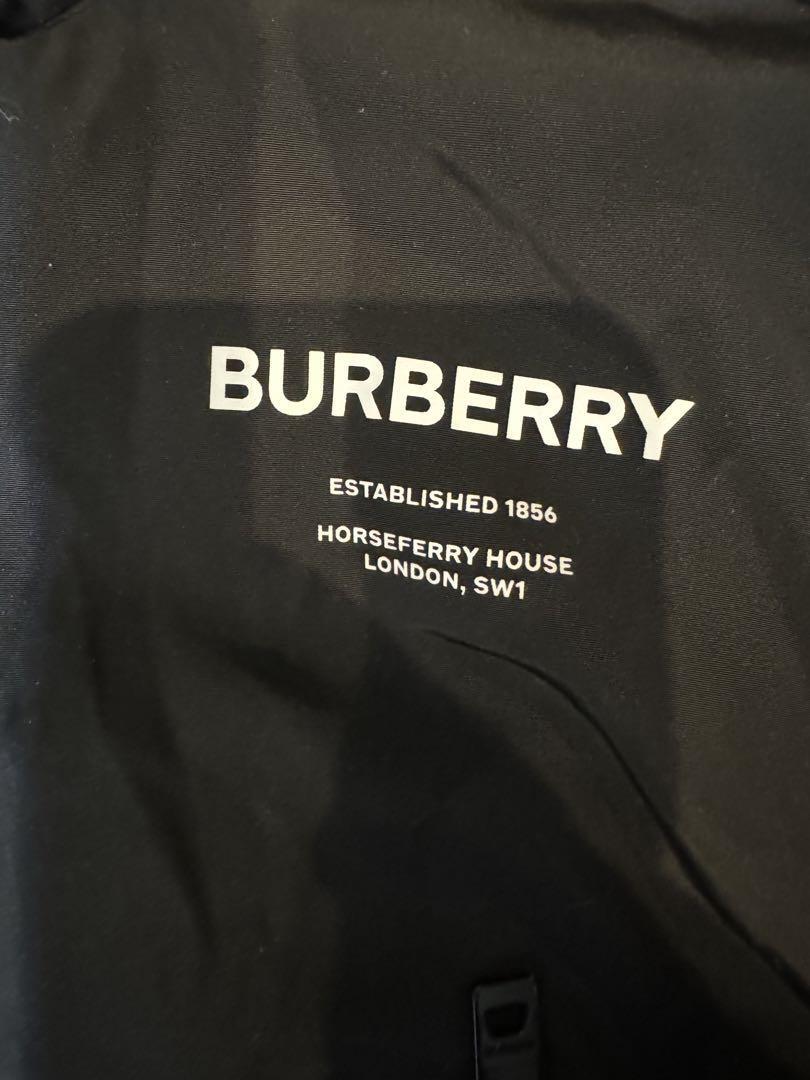 BURBERRY
ESTABLISHED 1856
HORSEFERRY HOUSE
LONDON, SW1